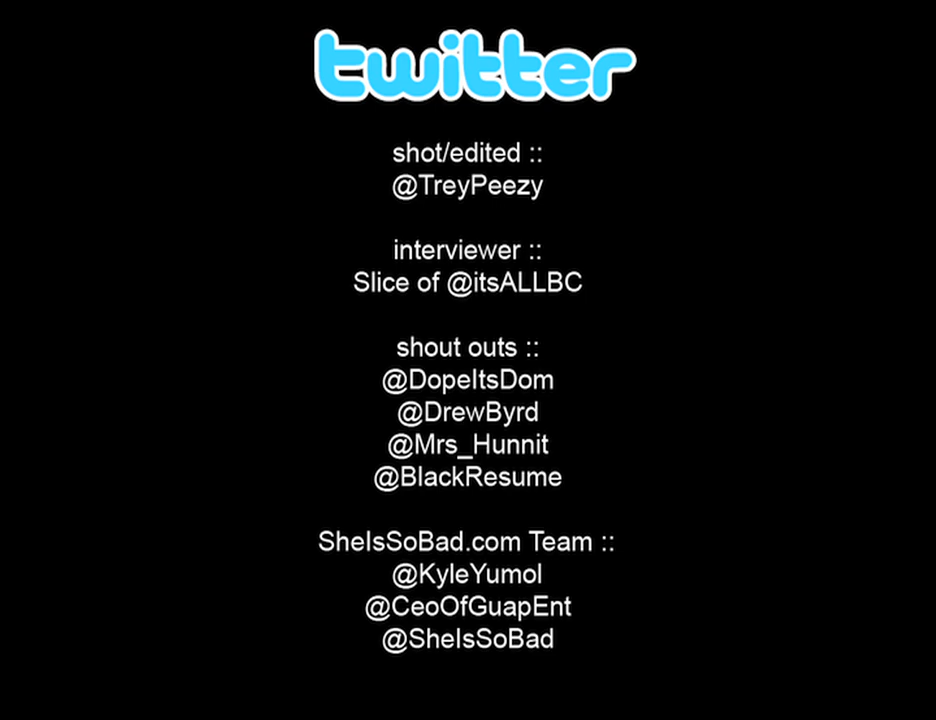 twitter
shot/edited ::
@TreyPeezy
interviewer ::
Slice of @itsALLBC
shout outs ::
@DopeItsDom
@DrewByrd
@Mrs_Hunnit
@BlackResume
SheIsSoBad.com Team ::
@KyleYumol
@CeoOfGuapEnt
@SheIsSoBad